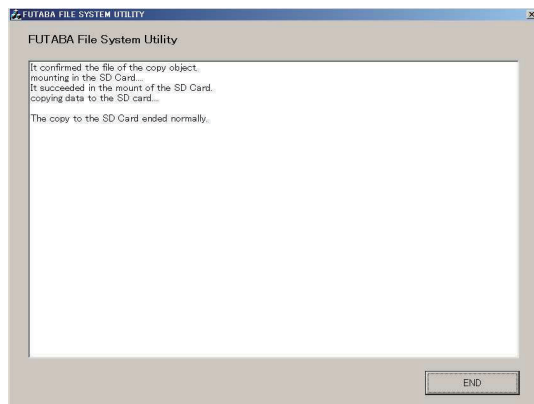 FUTABA FILE SYSTEM UTILITY
FUTABA File System Utility
It confirmed the file of the copy object.
mounting in the SD Card....
It succeeded in the mount of the SD Card.
copying data to the SD card....
The copy to the SD Card ended normally.
END